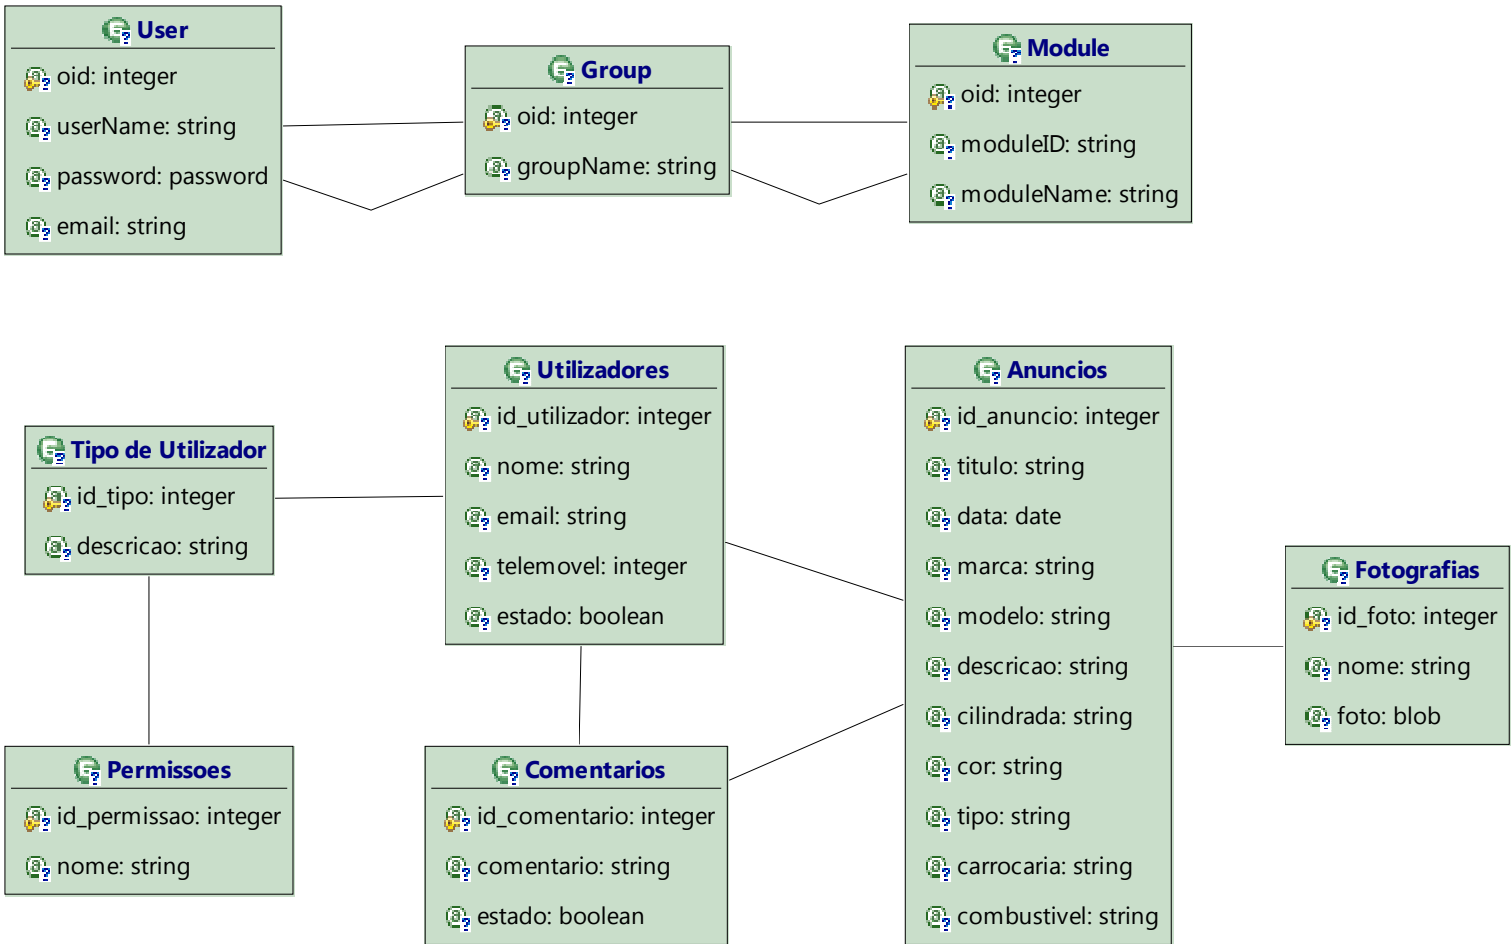 User
oid: integer
userName: string
password: password
email: string
Group
oid: integer
groupName: string
Module
oid: integer
moduleID: string
moduleName: string
Tipo de Utilizador
id_tipo: integer
descricao: string
Utilizadores
id_utilizador: integer
nome: string
email: string
telemovel: integer
estado: boolean
Anuncios
id_anuncio: integer
titulo: string
data: date
marca: string
modelo: string
descricao: string
cilindrada: string
cor: string
tipo: string
carrocaria: string
combustivel: string
Fotografias
id_foto: integer
nome: string
foto: blob
Permissoes
id_permissao: integer
nome: string
Comentarios
id_comentario: integer
comentario: string
estado: boolean